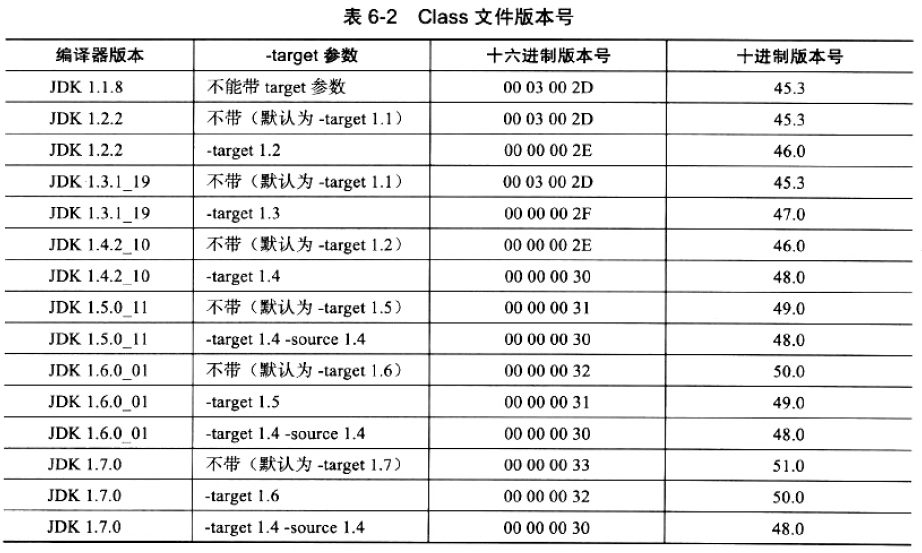 表 6-2 Class 文件版本号
编译器版本 -target 参数 十六进制版本号 十进制版本号
JDK 1.1.8 不能带 target 参数 00 03 00 2D 45.3
JDK 1.2.2 不带（默认为 -target 1.1） 00 03 00 2D 45.3
JDK 1.2.2 -target 1.2 00 00 00 2E 46.0
JDK 1.3.1_19 不带（默认为 -target 1.1） 00 03 00 2D 45.3
JDK 1.3.1_19 -target 1.3 00 00 00 2F 47.0
JDK 1.4.2_10 不带（默认为 -target 1.2） 00 00 00 2E 46.0
JDK 1.4.2_10 -target 1.4 00 00 00 30 48.0
JDK 1.5.0_11 不带（默认为 -target 1.5） 00 00 00 31 49.0
JDK 1.5.0_11 -target 1.4 -source 1.4 00 00 00 30 48.0
JDK 1.6.0_01 不带（默认为 -target 1.6） 00 00 00 32 50.0
JDK 1.6.0_01 -target 1.5 00 00 00 31 49.0
JDK 1.6.0_01 -target 1.4 -source 1.4 00 00 00 30 48.0
JDK 1.7.0 不带（默认为 -target 1.7） 00 00 00 33 51.0
JDK 1.7.0 -target 1.6 00 00 00 32 50.0
JDK 1.7.0 -target 1.4 -source 1.4 00 00 00 30 48.0